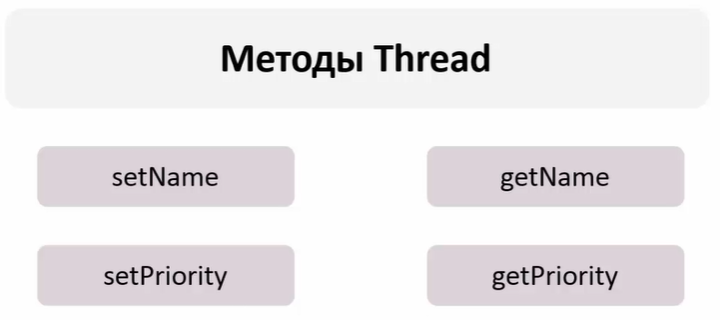 Методы Thread
setName
getName
setPriority
getPriority